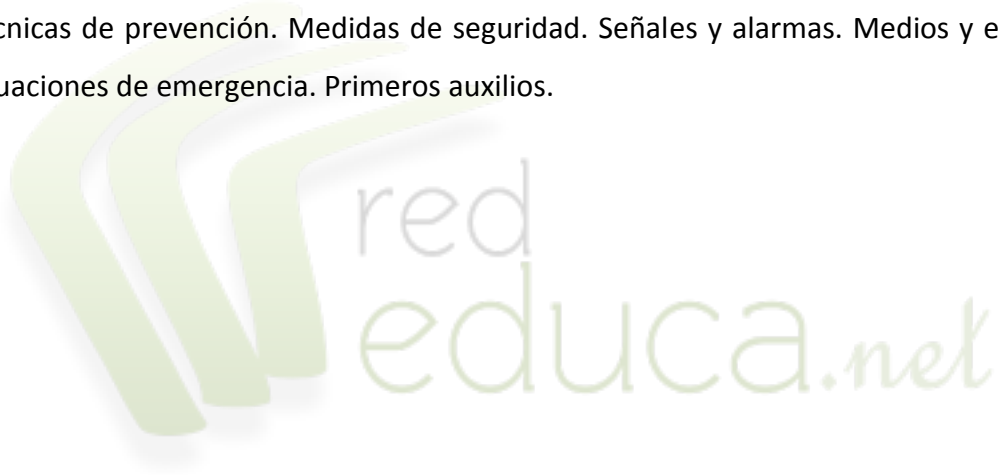 cnicas de prevención. Medidas de seguridad. Señales y alarmas. Medios y e
uaciones de emergencia. Primeros auxilios.
red
educa.net